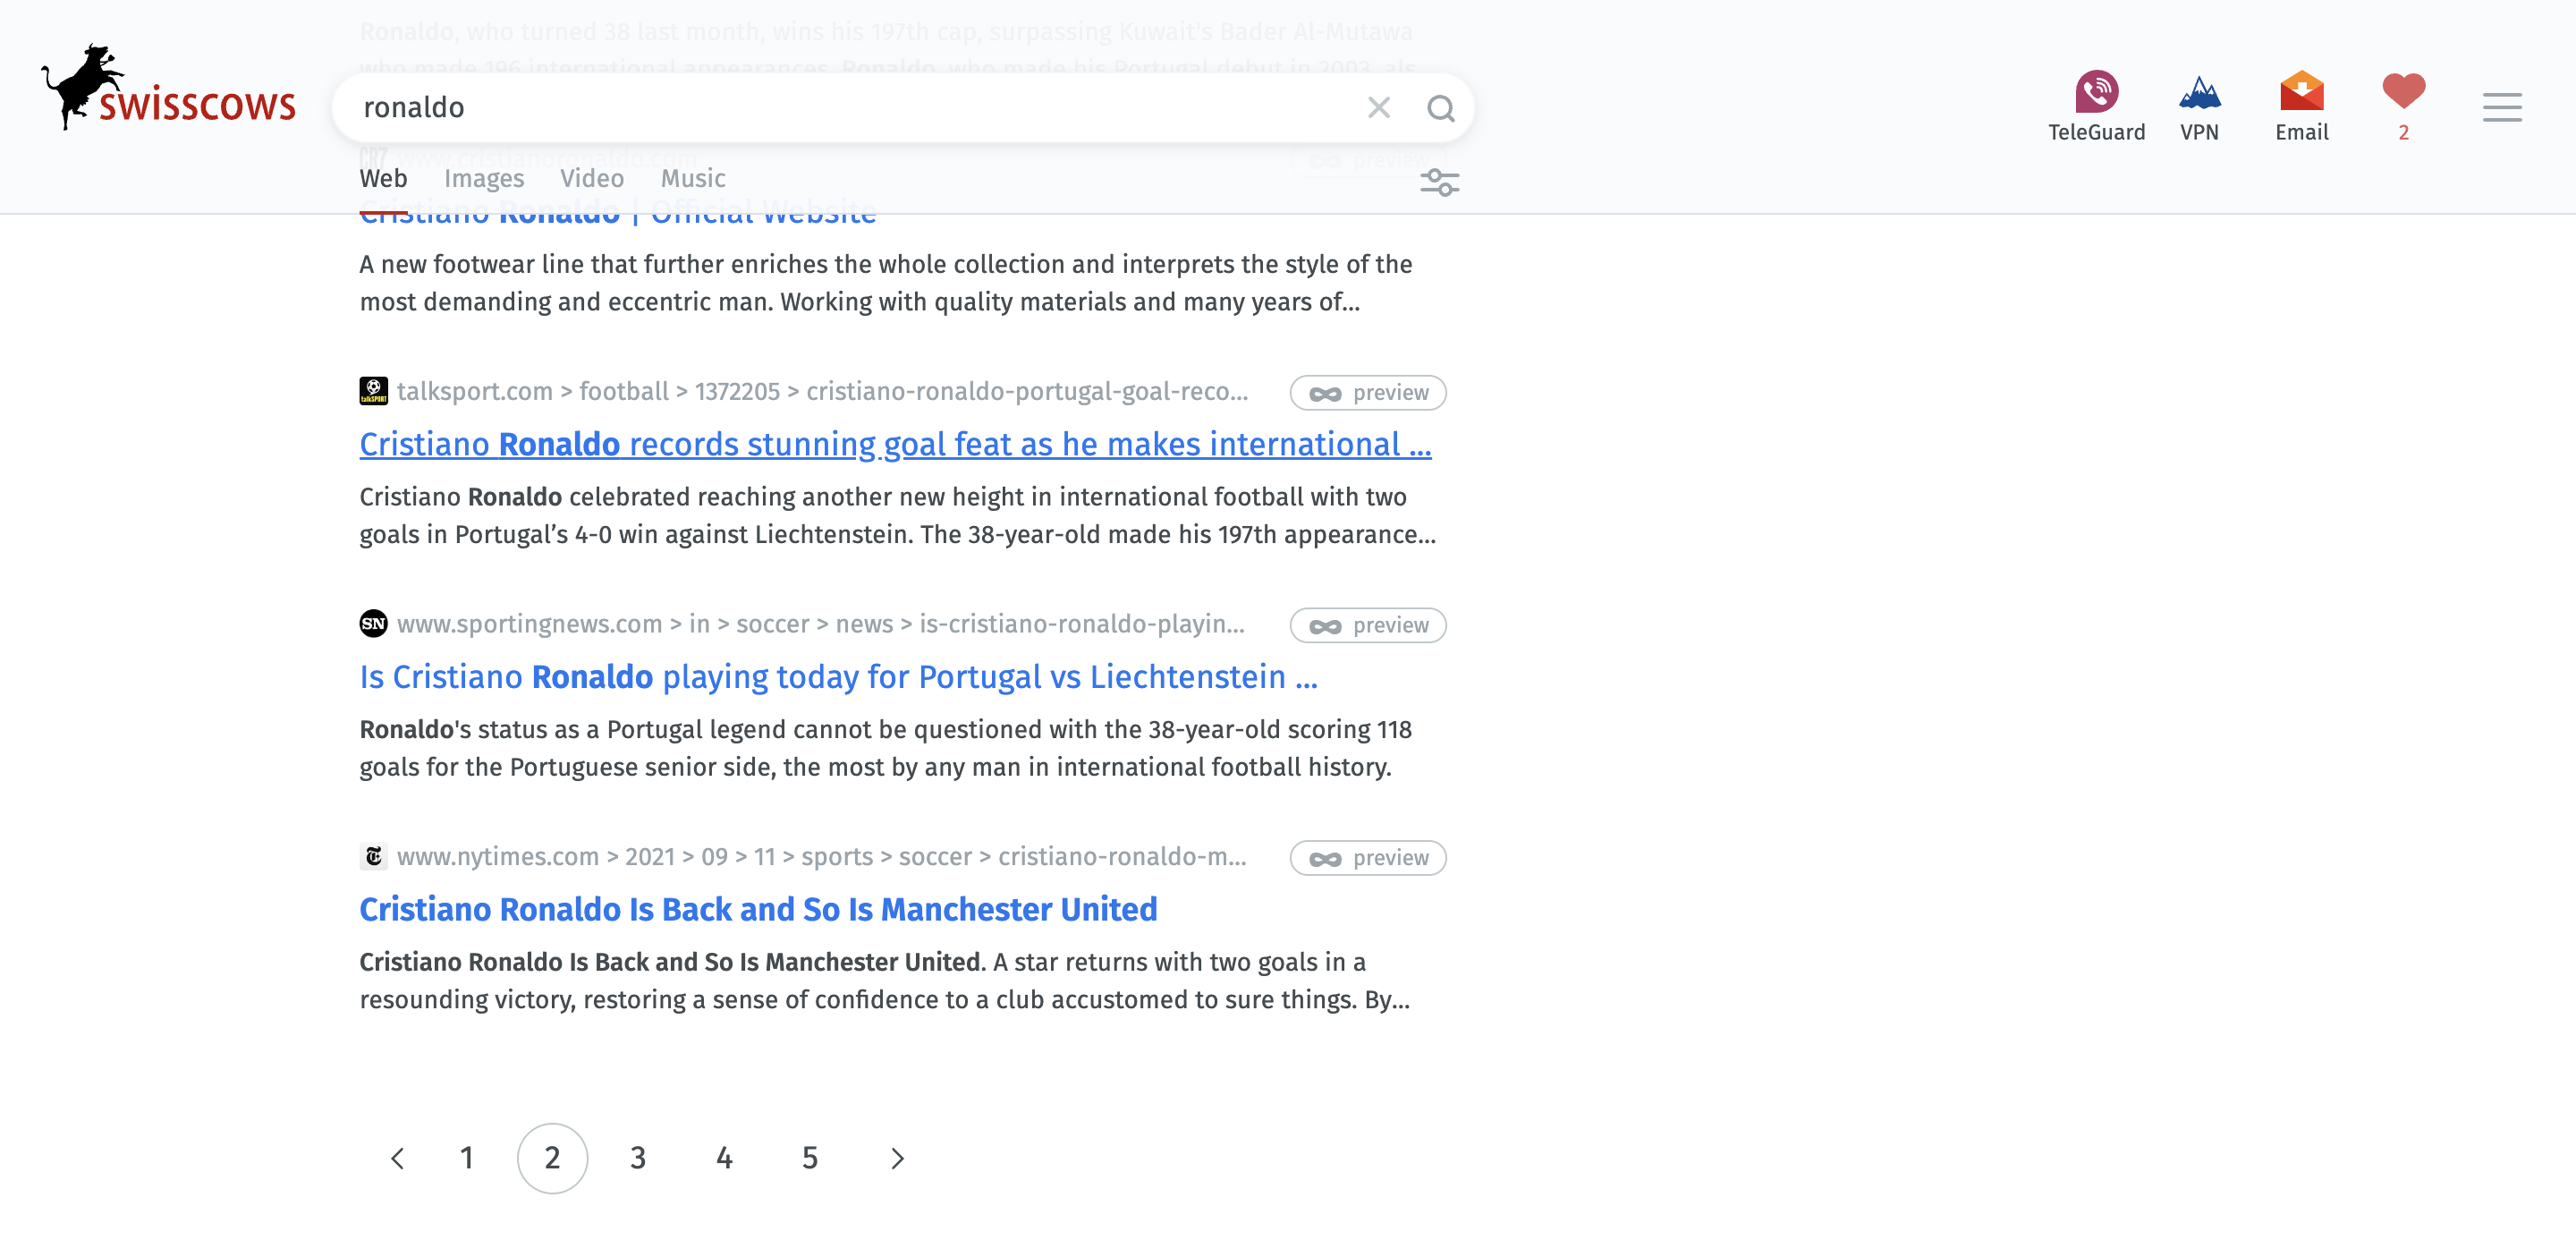 Ronaldo, who turned 38 last month, wins his 197th cap, surpassing Kuwait's Bader Al-Mutawa
who made 196 international appearances. Ronaldo, who made his Portugal debut in 2003, als
swisscows
ronaldo
TeleGuard
VPN
Email
2
CR7 www.cristianoronaldo.com
preview
Web
Images
Video
Music
Cristiano Ronaldo | Official Website
A new footwear line that further enriches the whole collection and interprets the style of the
most demanding and eccentric man. Working with quality materials and many years of...
talkSPORT
talksport.com > football > 1372205 > cristiano-ronaldo-portugal-goal-reco...
preview
Cristiano Ronaldo records stunning goal feat as he makes international ...
Cristiano Ronaldo celebrated reaching another new height in international football with two
goals in Portugal’s 4-0 win against Liechtenstein. The 38-year-old made his 197th appearance...
SN
www.sportingnews.com > in > soccer > news > is-cristiano-ronaldo-playin...
preview
Is Cristiano Ronaldo playing today for Portugal vs Liechtenstein ...
Ronaldo's status as a Portugal legend cannot be questioned with the 38-year-old scoring 118
goals for the Portuguese senior side, the most by any man in international football history.
www.nytimes.com > 2021 > 09 > 11 > sports > soccer > cristiano-ronaldo-m...
preview
Cristiano Ronaldo Is Back and So Is Manchester United
Cristiano Ronaldo Is Back and So Is Manchester United. A star returns with two goals in a
resounding victory, restoring a sense of confidence to a club accustomed to sure things. By...
< 1 2 3 4 5 >